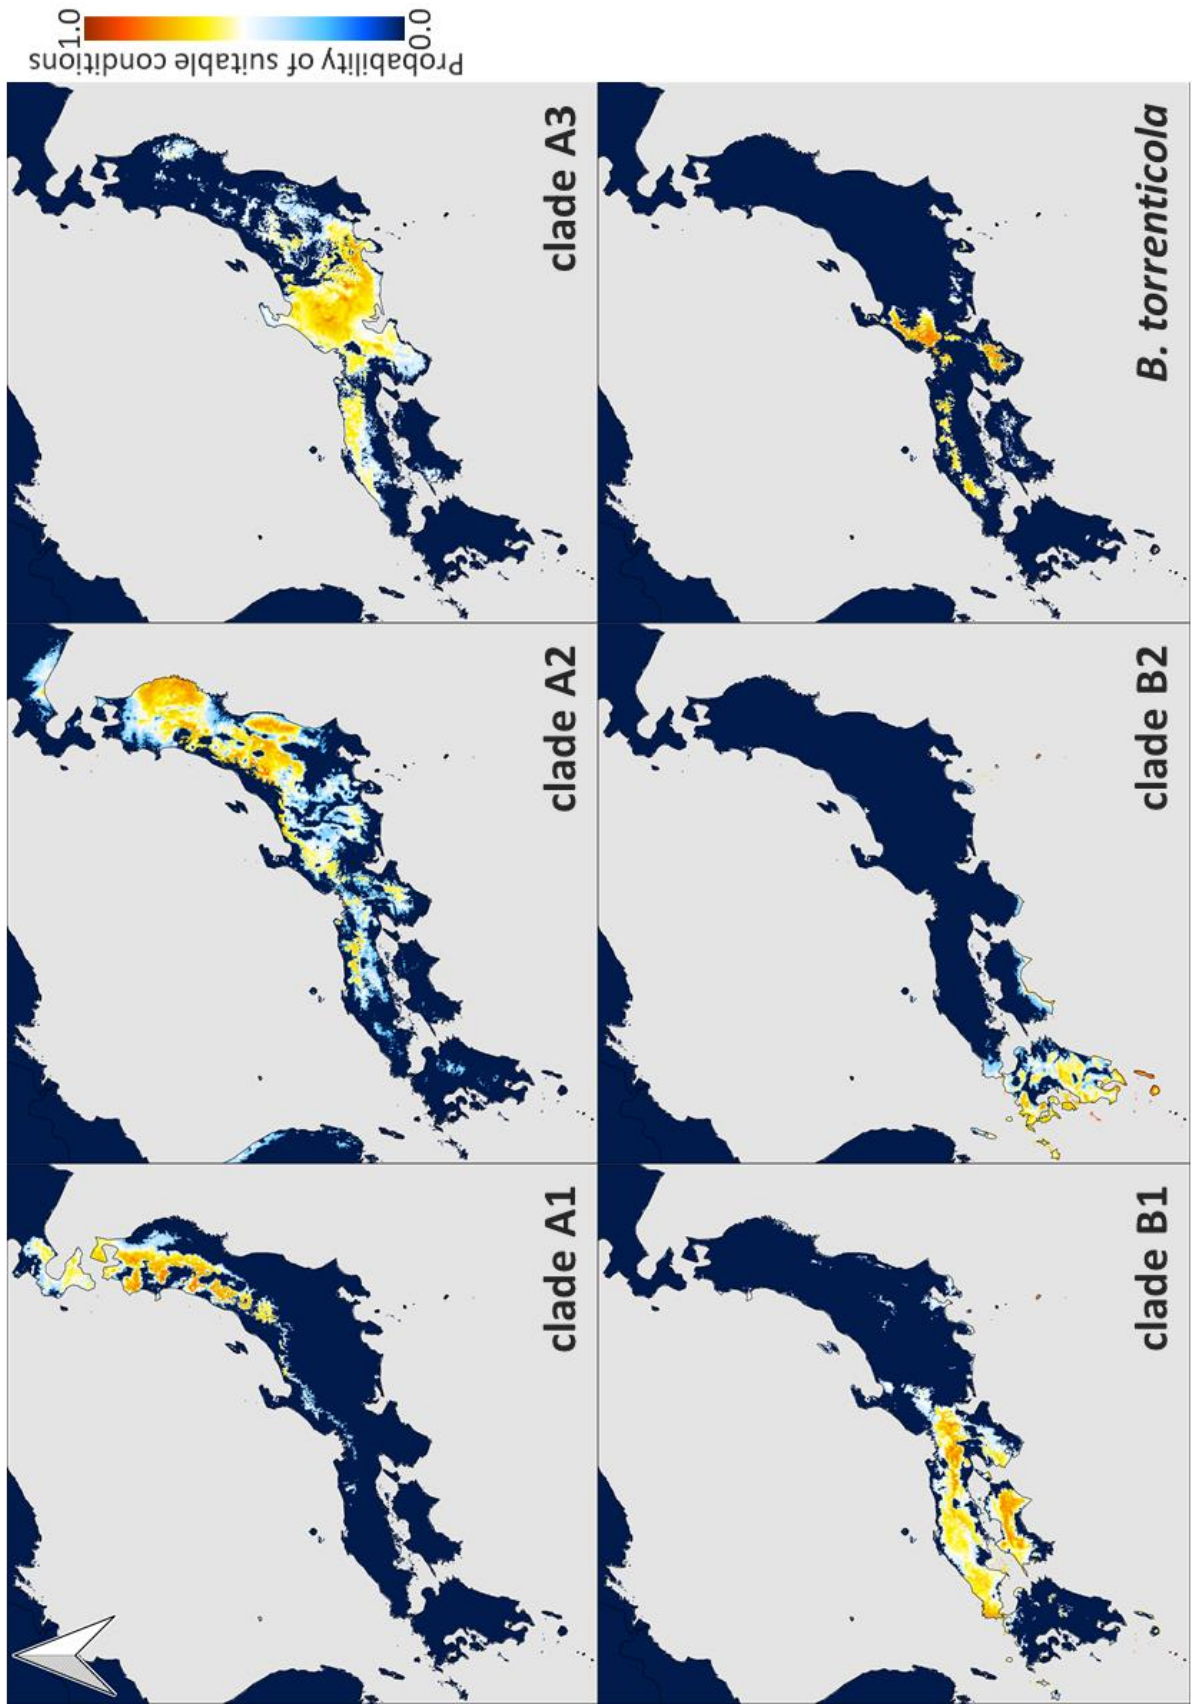 clade A1
clade A2
clade A3
1.0
0.0
Probability of suitable conditions
clade B1
clade B2
B. torrenticola